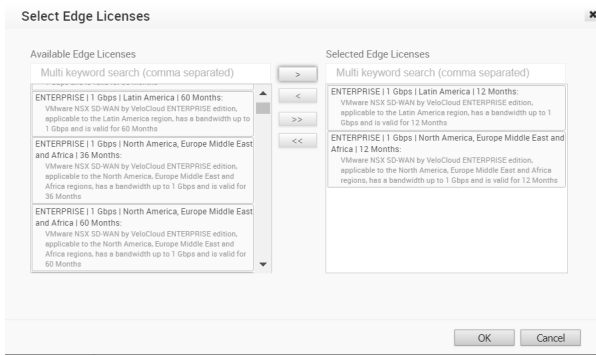 Select Edge Licenses
Available Edge Licenses
Multi keyword search (comma separated)
ENTERPRISE | 1 Gbps | Latin America | 60 Months:
VMware NSX SD-WAN by VeloCloud ENTERPRISE edition,
applicable to the Latin America region, has a bandwidth up to
1 Gbps and is valid for 60 Months
ENTERPRISE | 1 Gbps | North America, Europe Middle East
and Africa | 36 Months:
VMware NSX SD-WAN by VeloCloud ENTERPRISE edition,
applicable to the North America, Europe Middle East and
Africa regions, has a bandwidth up to 1 Gbps and is valid for
36 Months
ENTERPRISE | 1 Gbps | North America, Europe Middle East
and Africa | 60 Months:
VMware NSX SD-WAN by VeloCloud ENTERPRISE edition,
applicable to the North America, Europe Middle East and
Africa regions, has a bandwidth up to 1 Gbps and is valid for
60 Months
>
<
>>
<<
Selected Edge Licenses
Multi keyword search (comma separated)
ENTERPRISE | 1 Gbps | Latin America | 12 Months:
VMware NSX SD-WAN by VeloCloud ENTERPRISE edition,
applicable to the Latin America region, has a bandwidth up to 1
Gbps and is valid for 12 Months
ENTERPRISE | 1 Gbps | North America, Europe Middle East and
Africa | 12 Months:
VMware NSX SD-WAN by VeloCloud ENTERPRISE edition,
applicable to the North America, Europe Middle East and Africa
regions, has a bandwidth up to 1 Gbps and is valid for 12 Months
OK
Cancel